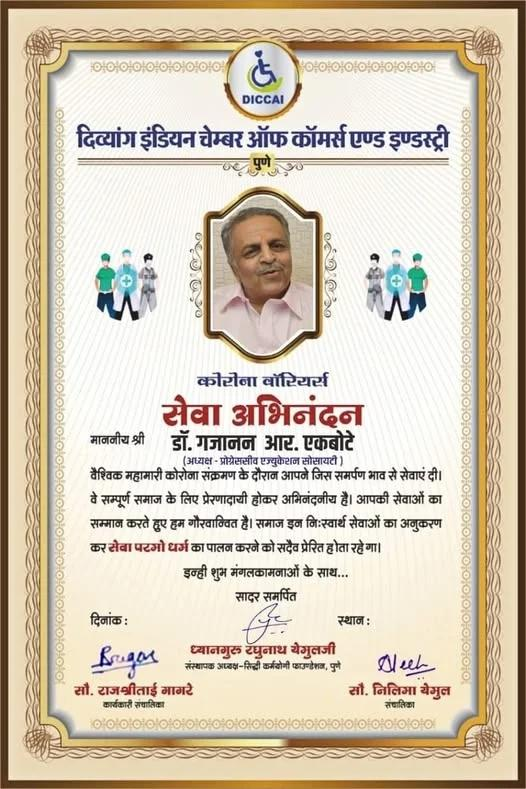 DICCAI
दिव्यांग इंडियन चेम्बर ऑफ कॉमर्स एण्ड इण्डस्ट्री
पुणे
कोरोना वॉरियर्स
सेवा अभिनंदन
माननीय श्री डॉ. गजानन आर. एकबोटे
(अध्यक्ष - प्रोग्रेससीव एज्युकेशन सोसायटी)
वैश्विक महामारी कोरोना संक्रमण के दौरान आपने जिस समर्पण भाव से सेवाएं दी।
वे सम्पूर्ण समाज के लिए प्रेरणादायी होकर अभिनंदनीय है। आपकी सेवाओं का
सम्मान करते हुए हम गौरवान्वित है। समाज इन निःस्वार्थ सेवाओं का अनुकरण
कर सेवा परमो धर्म का पालन करने को सदैव प्रेरित होता रहेगा।
इन्ही शुभ मंगलकामनाओं के साथ...
सादर समर्पित
दिनांक : स्थान :
ध्यानगुरु रघुनाथ येमुलजी
संस्थापक अध्यक्ष–सिद्धी कर्मयोगी फाउण्डेशन, पुणे
सौ. राजश्रीताई गागरे
कार्यकारी संचालिका
सौ. निलिमा येमुल
संचालिका